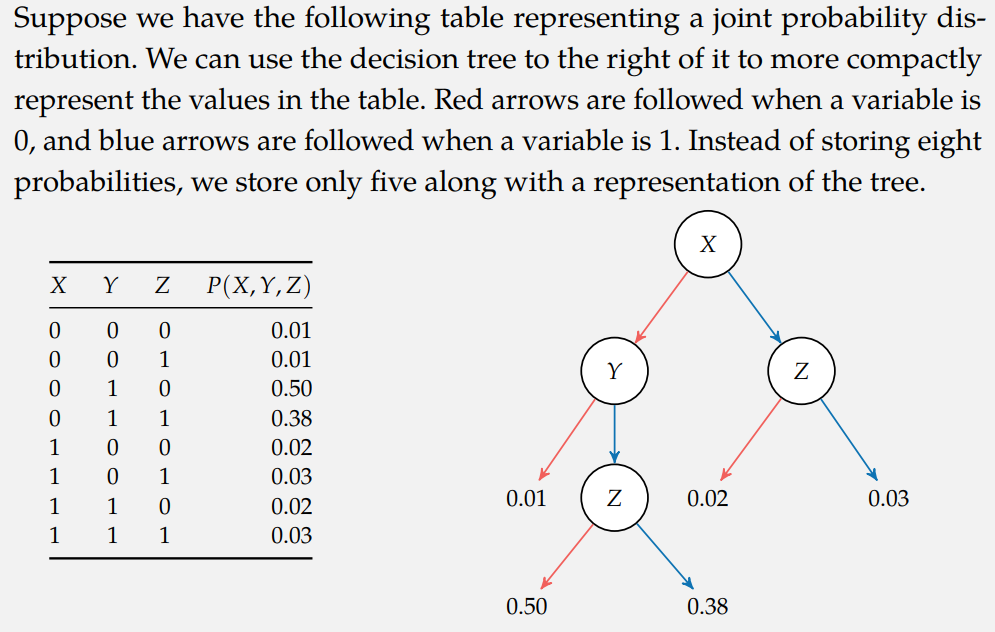 Suppose we have the following table representing a joint probability dis-
tribution. We can use the decision tree to the right of it to more compactly
represent the values in the table. Red arrows are followed when a variable is
0, and blue arrows are followed when a variable is 1. Instead of storing eight
probabilities, we store only five along with a representation of the tree.
X Y Z P(X, Y, Z)
0 0 0 0.01
0 0 1 0.01
0 1 0 0.50
0 1 1 0.38
1 0 0 0.02
1 0 1 0.03
1 1 0 0.02
1 1 1 0.03
X
Y Z
0.01 Z 0.02 0.03
0.50 0.38